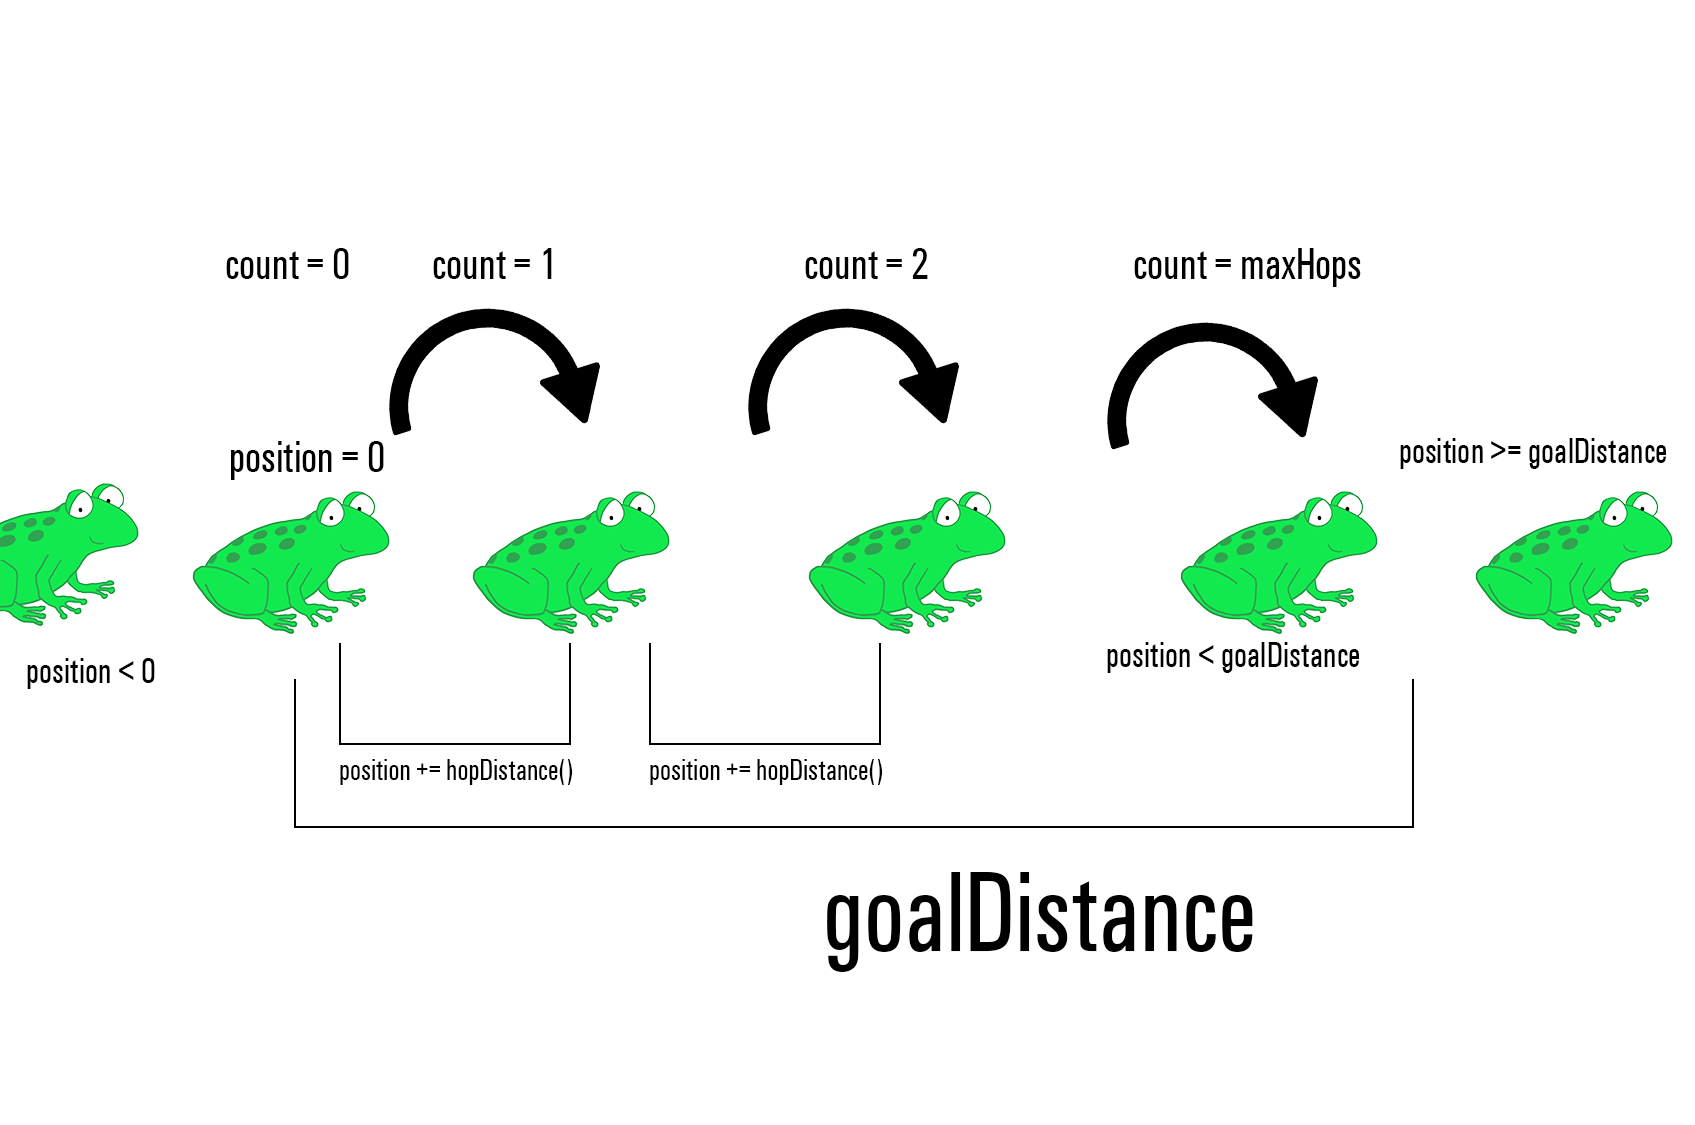 count = 0
count = 1
count = 2
count = maxHops
position = 0
position >= goalDistance
position < 0
position < goalDistance
position += hopDistance()
position += hopDistance()
goalDistance